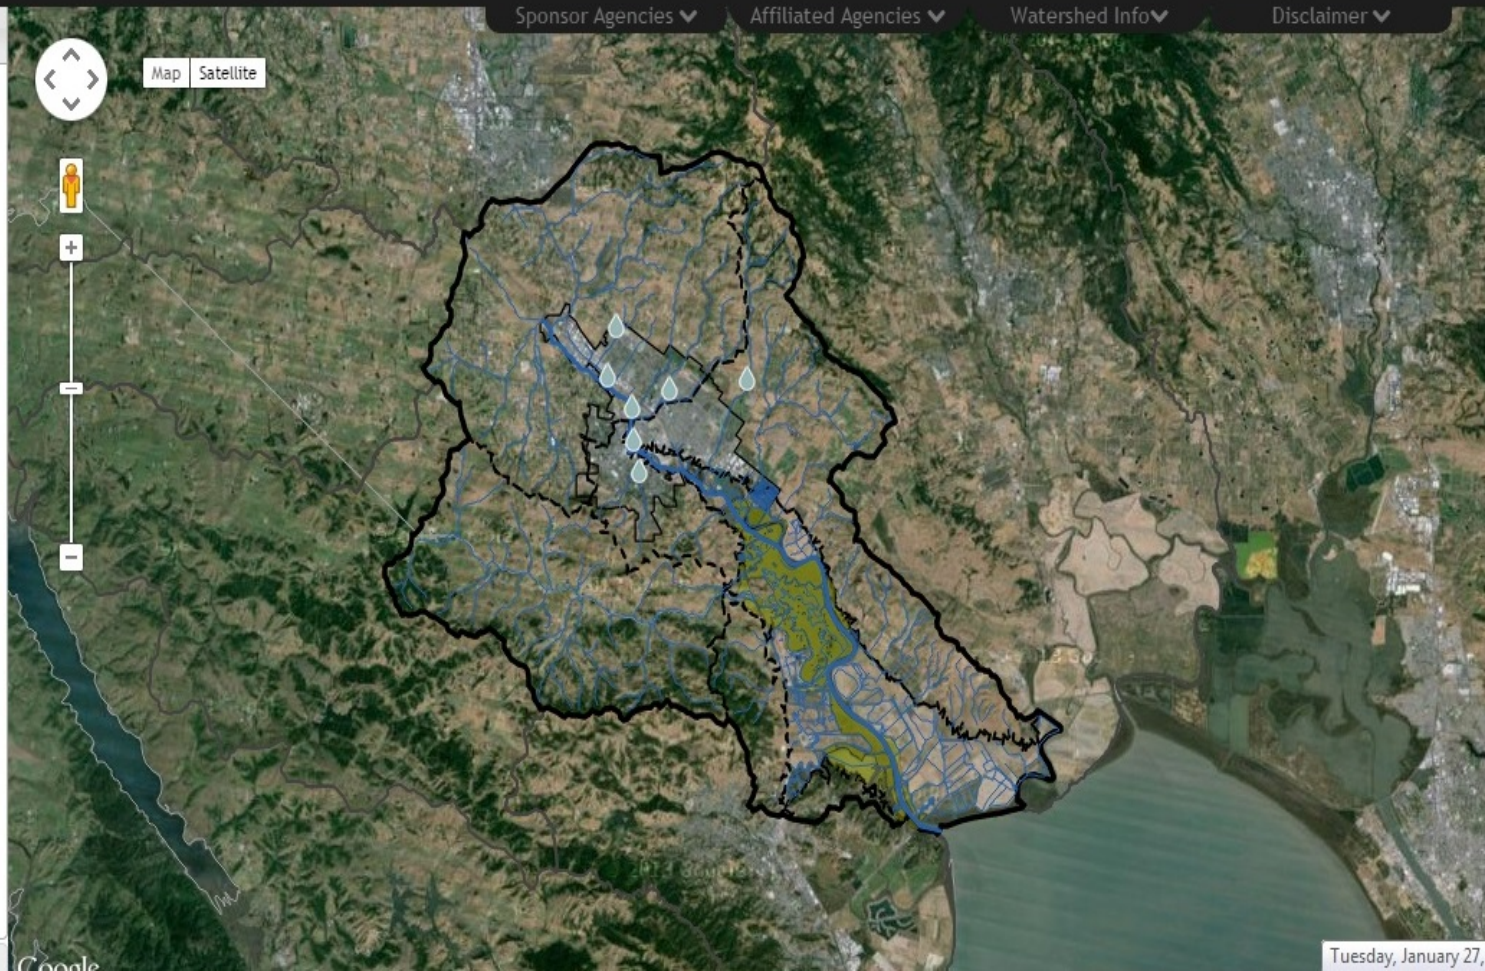 Sponsor Agencies
Affiliated Agencies
Watershed Info
Disclaimer
Map
Satellite
Google
Tuesday, January 27,